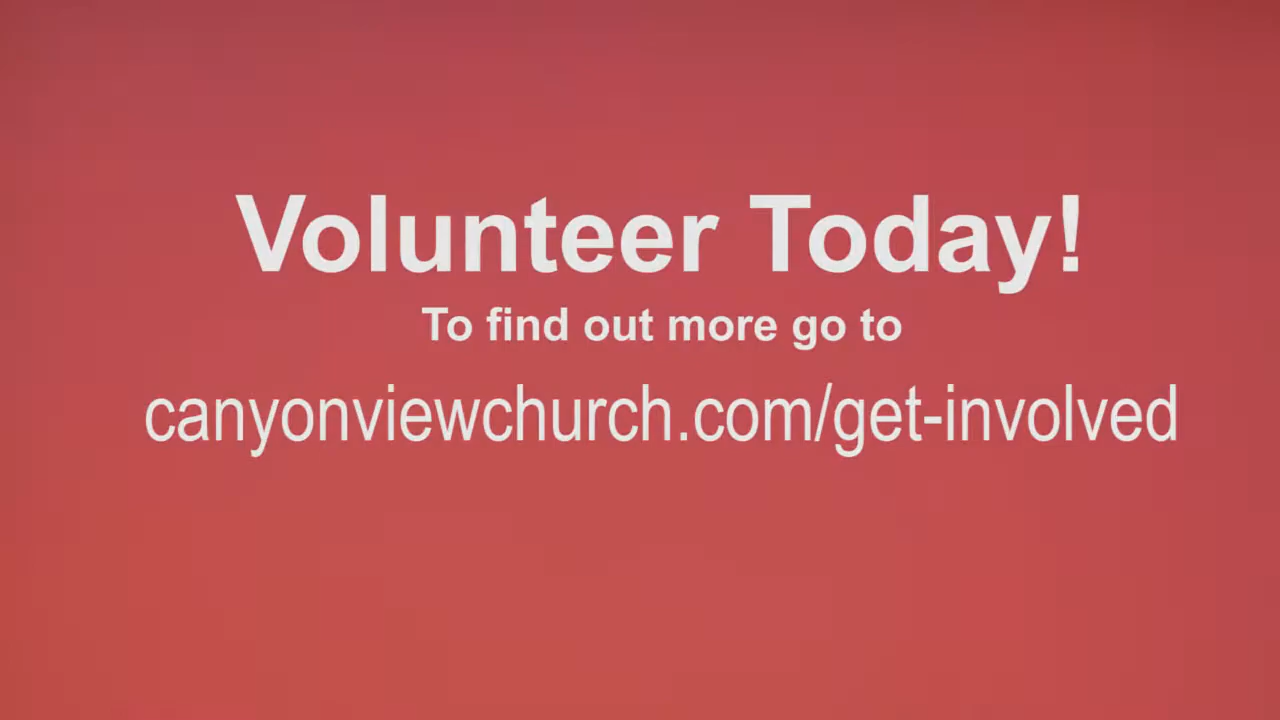 Volunteer Today!
To find out more go to
canyonviewchurch.com/get-involved